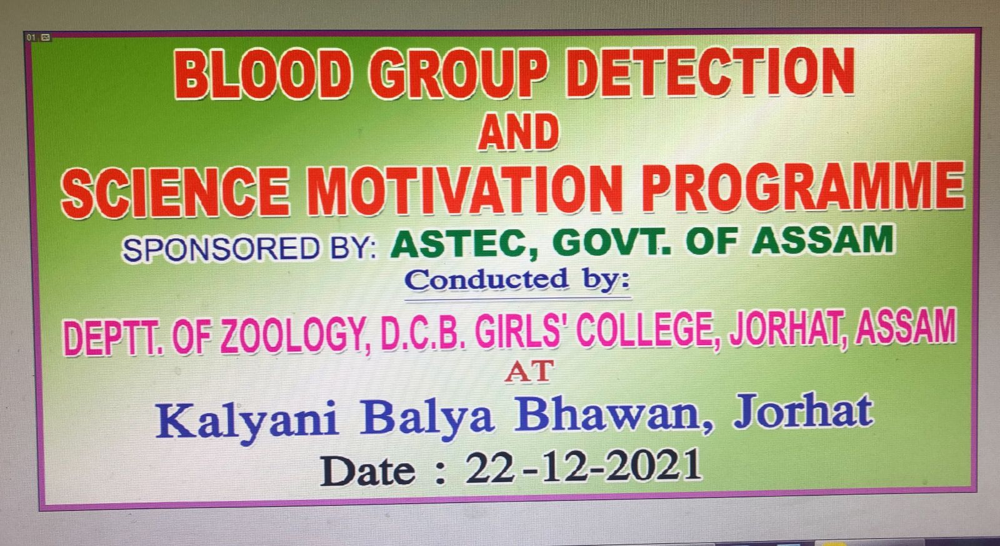 01
BLOOD GROUP DETECTION
AND
SCIENCE MOTIVATION PROGRAMME
SPONSORED BY: ASTEC, GOVT. OF ASSAM
Conducted by:
DEPTT. OF ZOOLOGY, D.C.B. GIRLS' COLLEGE, JORHAT, ASSAM
AT
Kalyani Balya Bhawan, Jorhat
Date : 22-12-2021